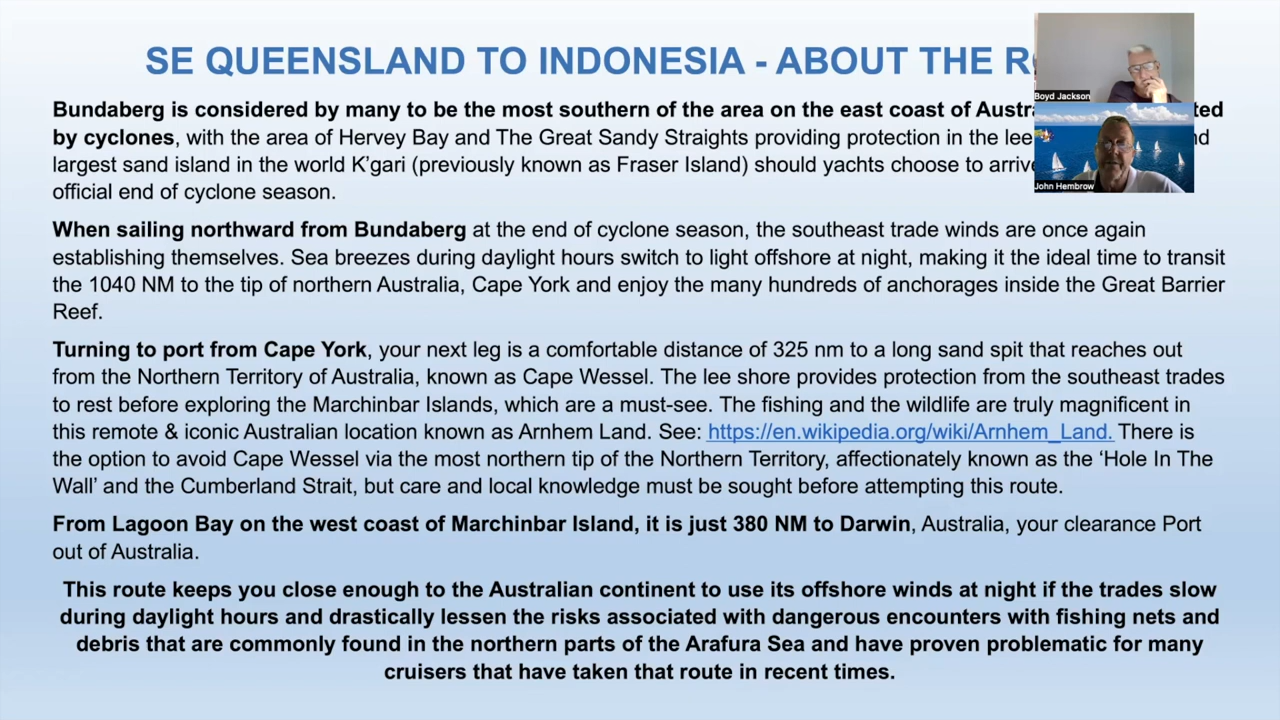 SE QUEENSLAND TO INDONESIA - ABOUT THE
Boyd Jackson
Bundaberg is considered by many to be the most southern of the area on the east coast of
by cyclones, with the area of Hervey Bay and The Great Sandy Straights providing protection in the lee
John Hembrow
largest sand island in the world K'gari (previously known as Fraser Island) should yachts choose to
official end of cyclone season.
When sailing northward from Bundaberg at the end of cyclone season, the southeast trade winds are once again
establishing themselves. Sea breezes during daylight hours switch to light offshore at night, making it the ideal time to transit
the 1040 NM to the tip of northern Australia, Cape York and enjoy the many hundreds of anchorages inside the Great Barrier
Reef.
Turning to port from Cape York, your next leg is a comfortable distance of 325 nm to a long sand spit that reaches out
from the Northern Territory of Australia, known as Cape Wessel. The lee shore provides protection from the southeast trades
to rest before exploring the Marchinbar Islands, which are a must-see. The fishing and the wildlife are truly magnificent in
this remote & iconic Australian location known as Arnhem Land. See: https://en.wikipedia.org/wiki/Arnhem_Land. There is
the option to avoid Cape Wessel via the most northern tip of the Northern Territory, affectionately known as the 'Hole In The
Wall' and the Cumberland Strait, but care and local knowledge must be sought before attempting this route.
From Lagoon Bay on the west coast of Marchinbar Island, it is just 380 NM to Darwin, Australia, your clearance Port
out of Australia.
This route keeps you close enough to the Australian continent to use its offshore winds at night if the trades slow
during daylight hours and drastically lessen the risks associated with dangerous encounters with fishing nets and
debris that are commonly found in the northern parts of the Arafura Sea and have proven problematic for many
cruisers that have taken that route in recent times.